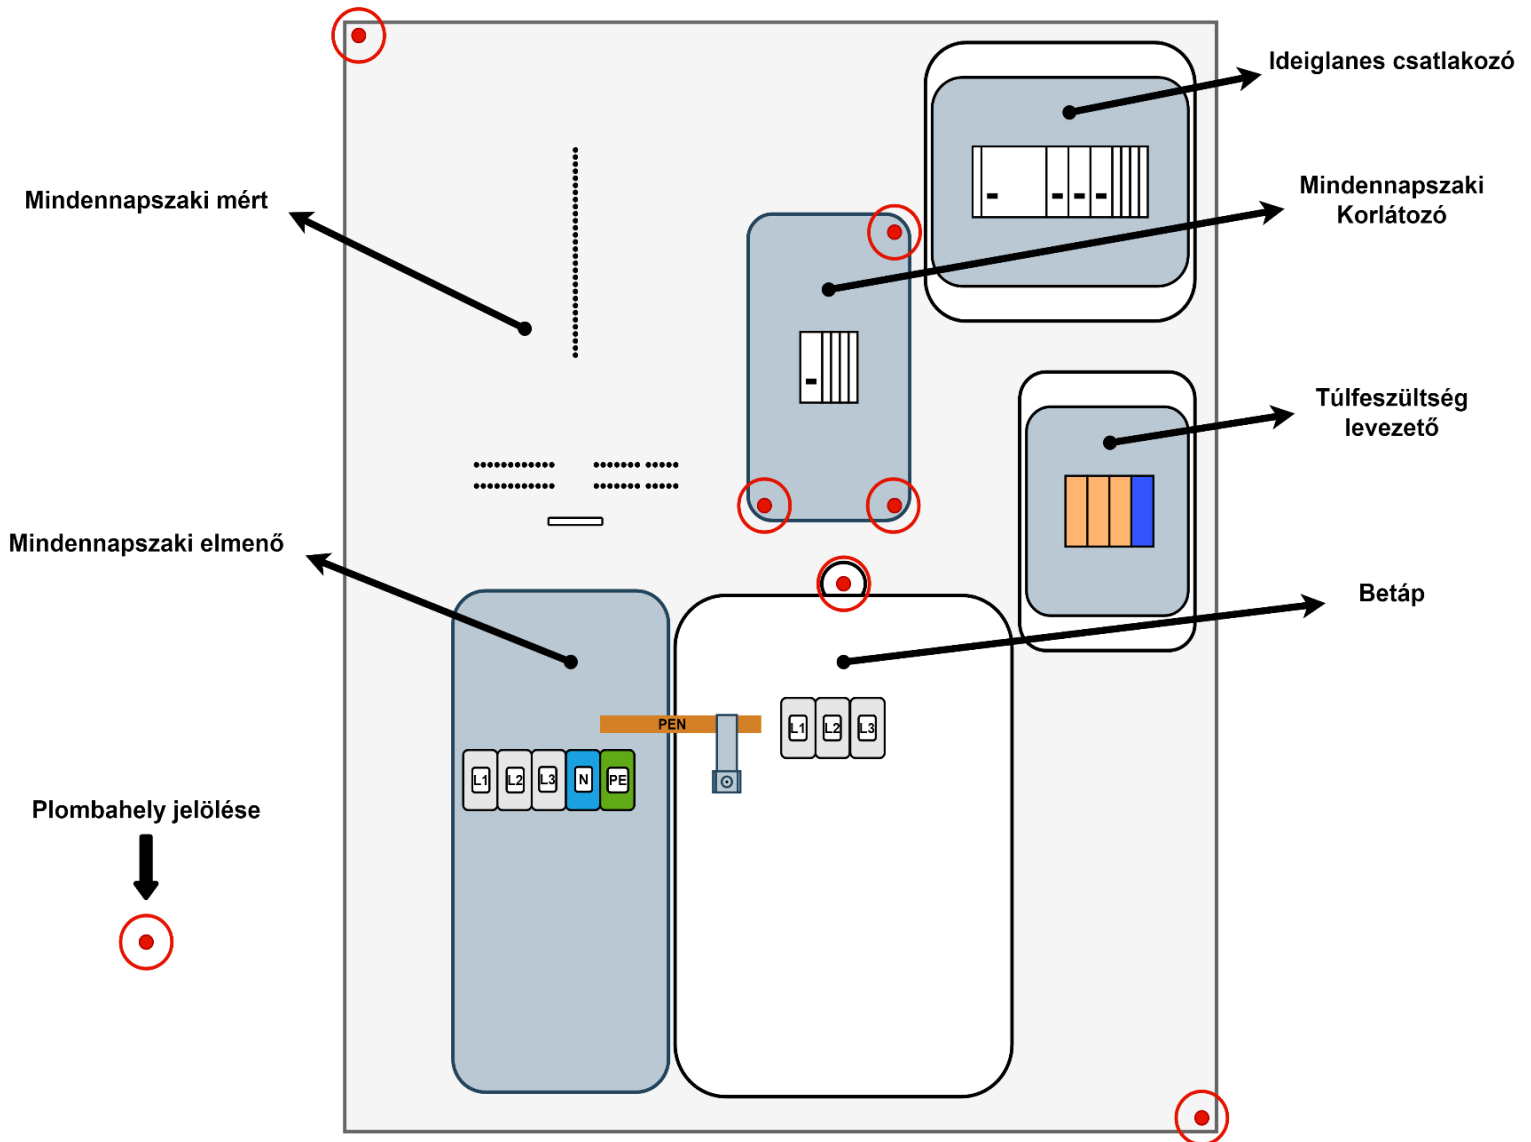 Ideiglanes csatlakozó
Mindennapszaki
Korlátozó
Mindennapszaki mért
Túlfeszültség
levezető
Mindennapszaki elmenő
Betáp
PEN
L1 L2 L3
L1 L2 L3 N PE
Plombahely jelölése